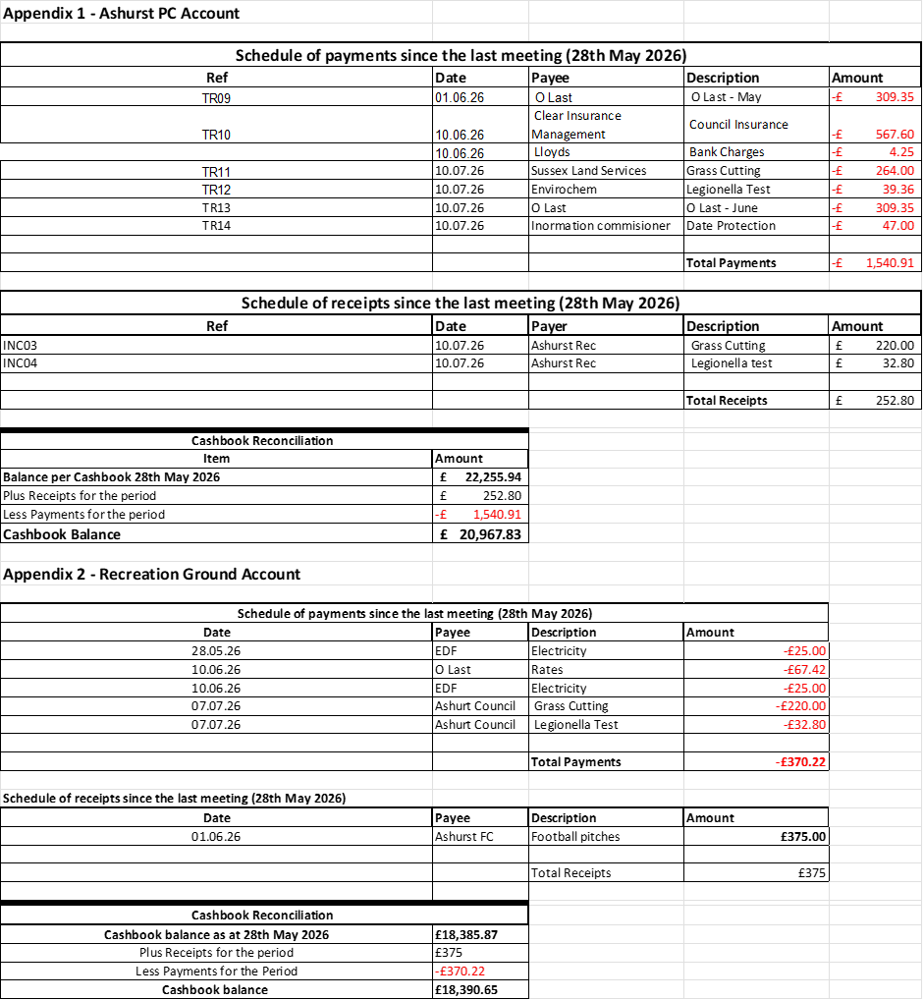 Appendix 1 - Ashurst PC Account
Schedule of payments since the last meeting (28th May 2026)
Ref Date Payee Description Amount
TR09 01.06.26 O Last O Last - May -£ 309.35
TR10 10.06.26 Clear Insurance Management Council Insurance -£ 567.60
10.06.26 Lloyds Bank Charges -£ 4.25
TR11 10.07.26 Sussex Land Services Grass Cutting -£ 264.00
TR12 10.07.26 Envirochem Legionella Test -£ 39.36
TR13 10.07.26 O Last O Last - June -£ 309.35
TR14 10.07.26 Inormation commisioner Date Protection -£ 47.00
Total Payments -£ 1,540.91
Schedule of receipts since the last meeting (28th May 2026)
Ref Date Payer Description Amount
INC03 10.07.26 Ashurst Rec Grass Cutting £ 220.00
INC04 10.07.26 Ashurst Rec Legionella test £ 32.80
Total Receipts £ 252.80
Cashbook Reconciliation
Item Amount
Balance per Cashbook 28th May 2026 £ 22,255.94
Plus Receipts for the period £ 252.80
Less Payments for the period -£ 1,540.91
Cashbook Balance £ 20,967.83
Appendix 2 - Recreation Ground Account
Schedule of payments since the last meeting (28th May 2026)
Date Payee Description Amount
28.05.26 EDF Electricity -£25.00
10.06.26 O Last Rates -£67.42
10.06.26 EDF Electricity -£25.00
07.07.26 Ashurt Council Grass Cutting -£220.00
07.07.26 Ashurt Council Legionella Test -£32.80
Total Payments -£370.22
Schedule of receipts since the last meeting (28th May 2026)
Date Payee Description Amount
01.06.26 Ashurst FC Football pitches £375.00
Total Receipts £375
Cashbook Reconciliation
Cashbook balance as at 28th May 2026 £18,385.87
Plus Receipts for the period £375
Less Payments for the Period -£370.22
Cashbook balance £18,390.65